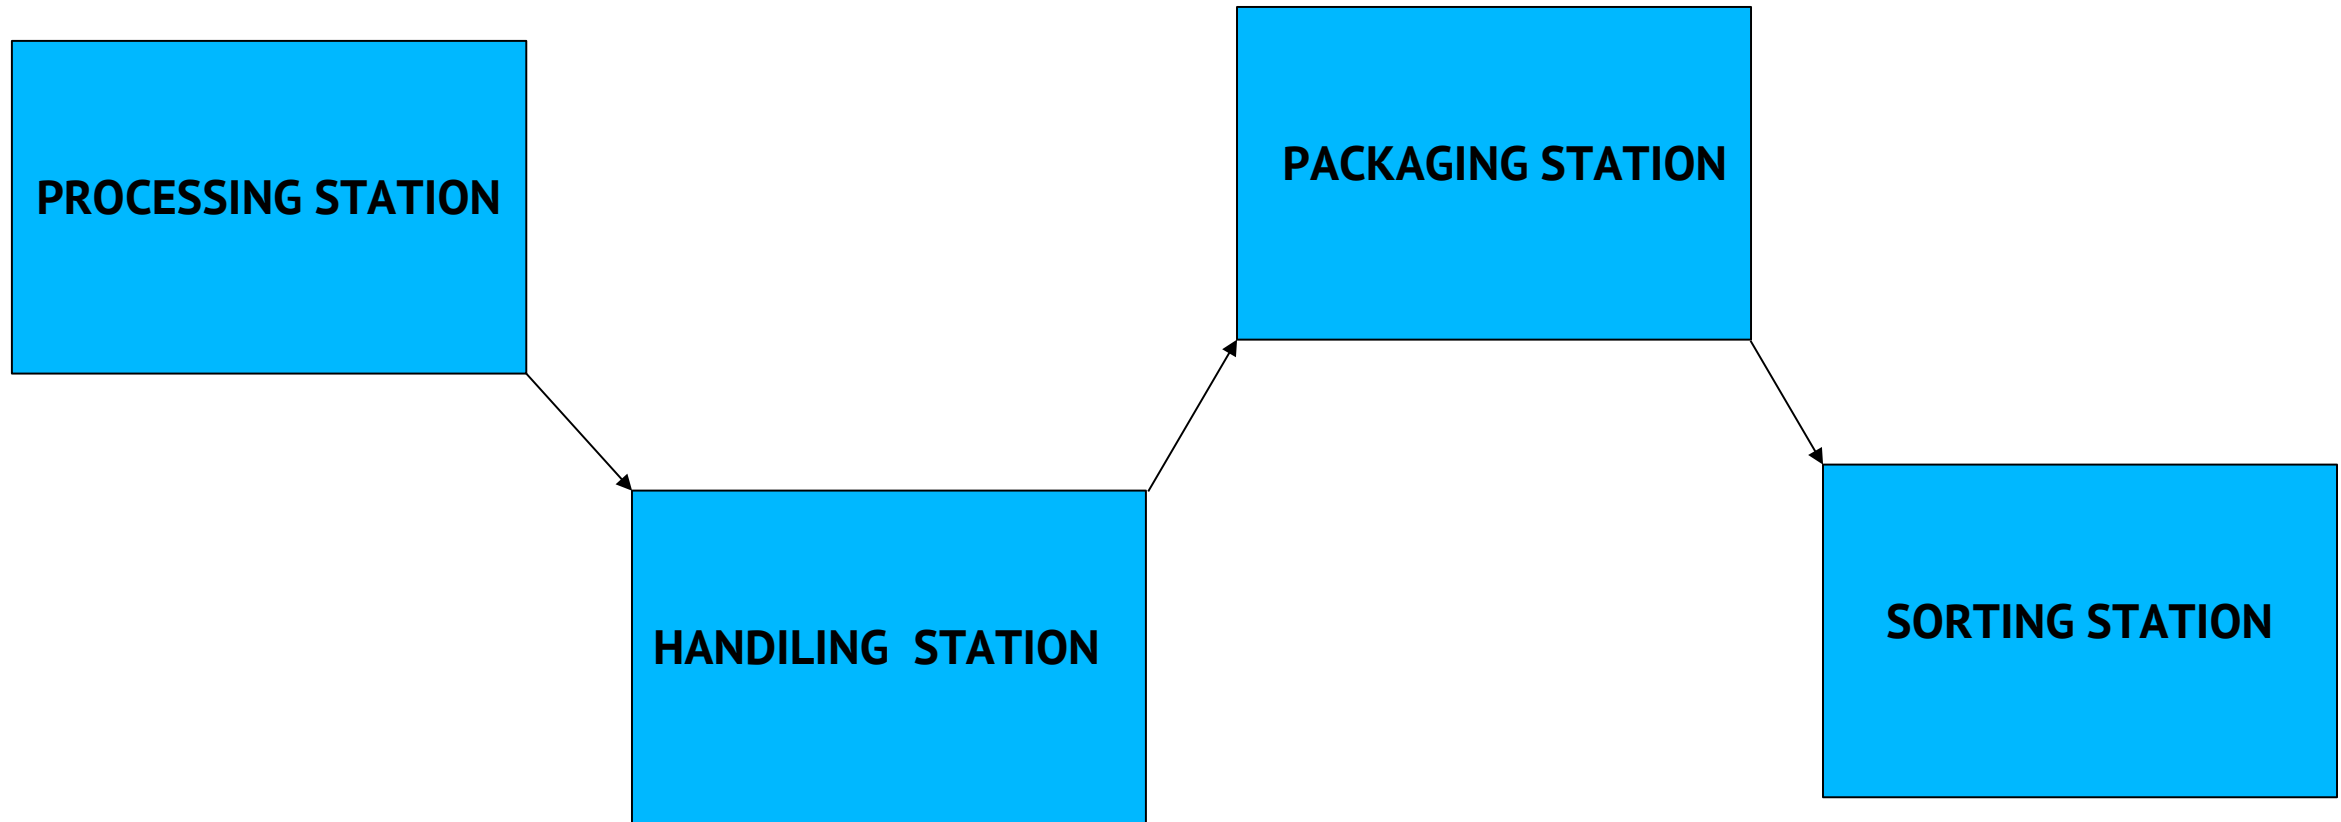 PROCESSING STATION
HANDILING  STATION
PACKAGING STATION
SORTING STATION